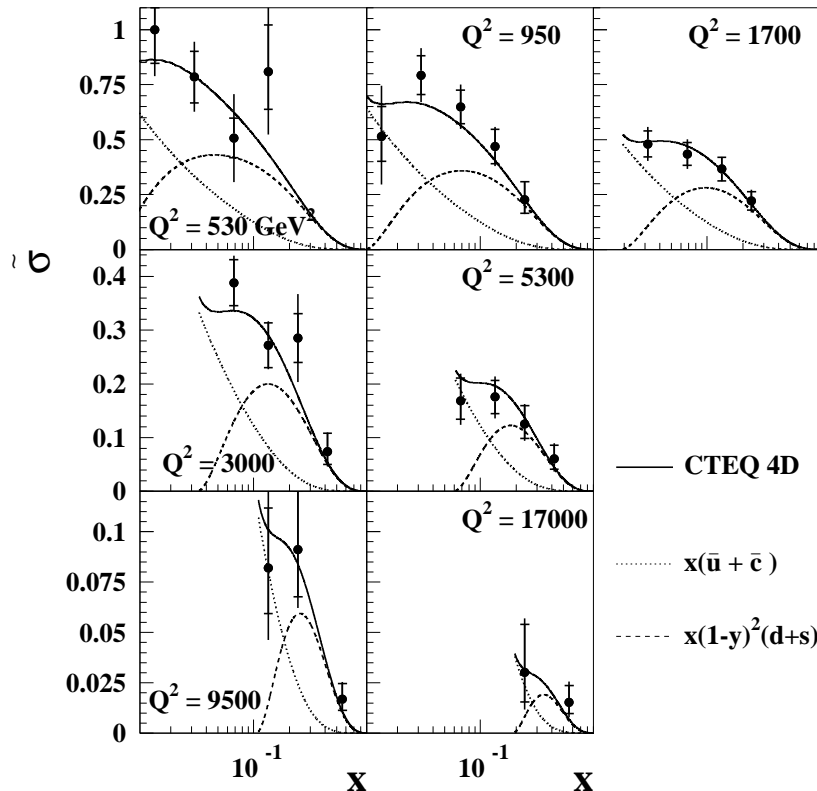 1
0.75
0.5
0.25
0
Q² = 530 GeV²
Q² = 950
Q² = 1700
σ̃
0.4
0.3
0.2
0.1
0
Q² = 3000
Q² = 5300
0.1
0.075
0.05
0.025
0
Q² = 9500
Q² = 17000
CTEQ 4D
x(ū + c̄ )
x(1-y)²(d+s)
10⁻¹
x
10⁻¹
x